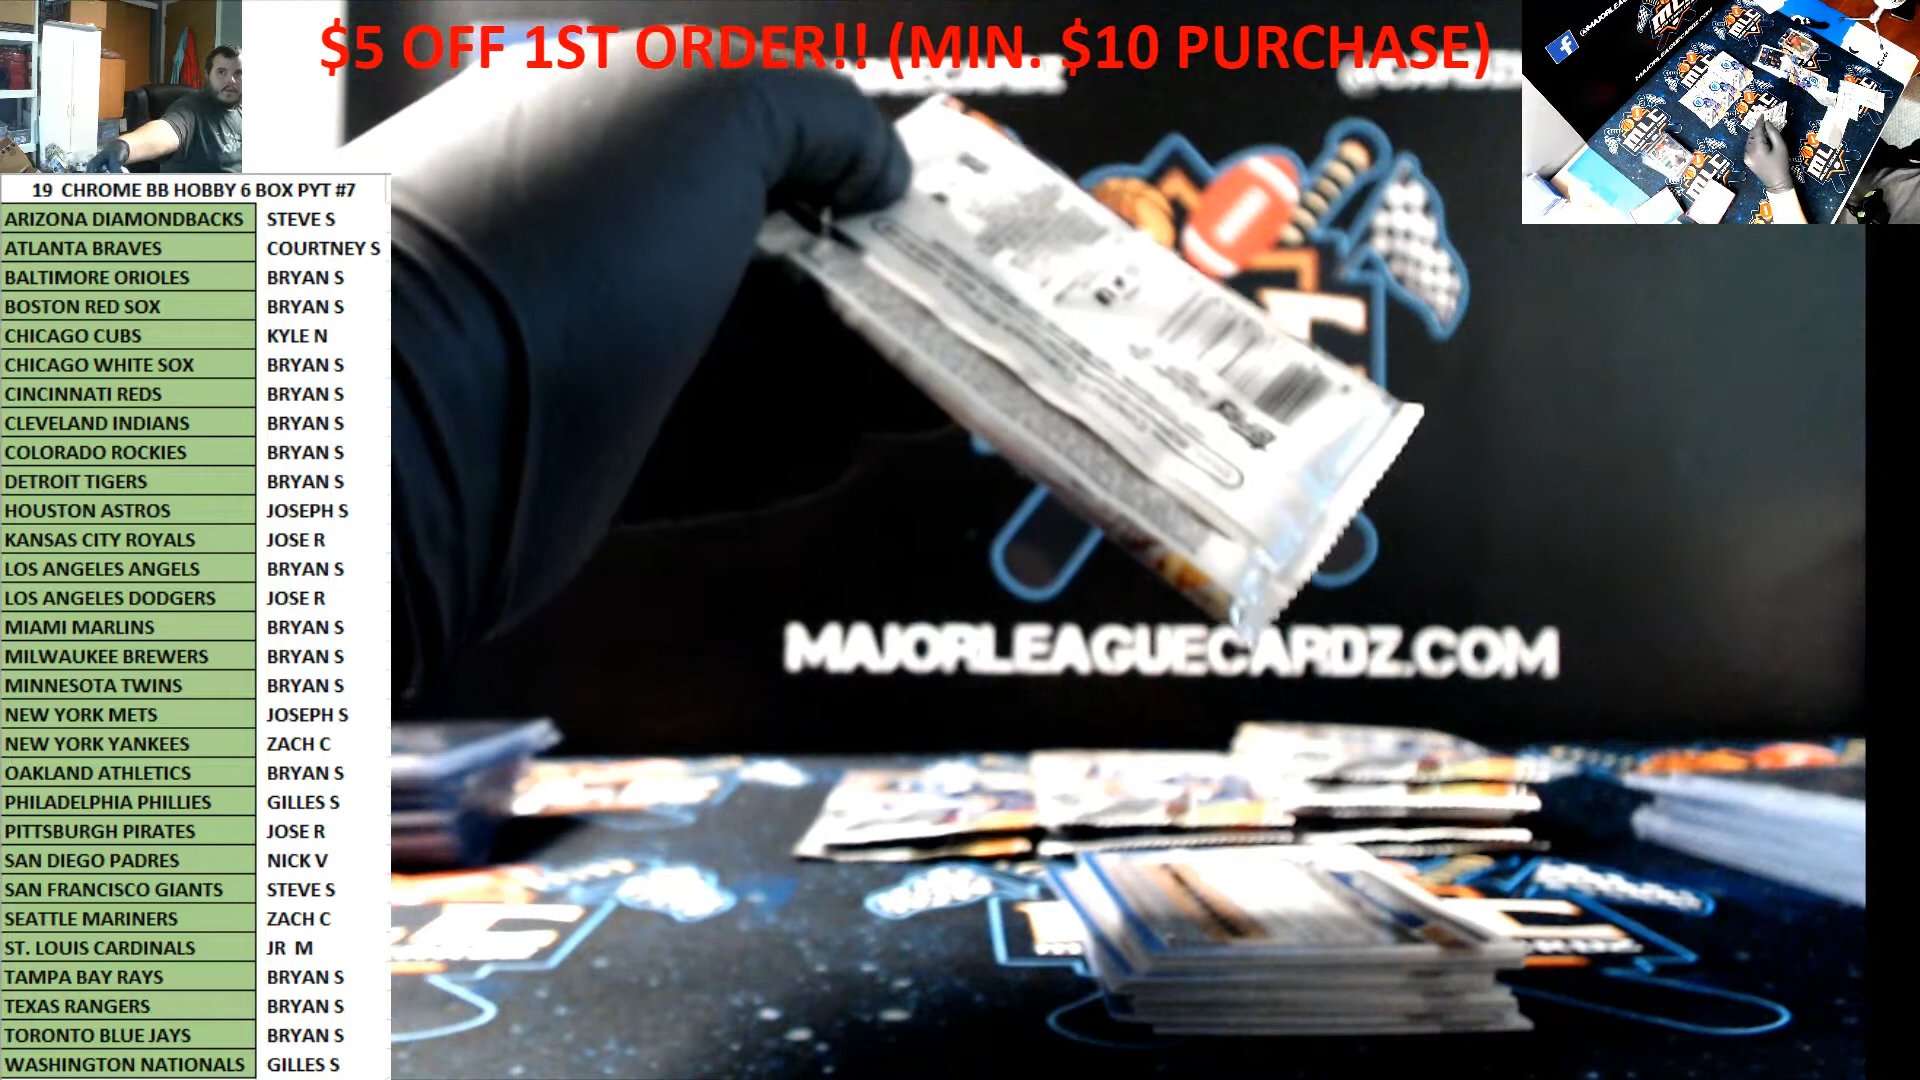 $5 OFF 1ST ORDER!! (MIN. $10 PURCHASE)
19 CHROME BB HOBBY 6 BOX PYT #7
ARIZONA DIAMONDBACKS STEVE S
ATLANTA BRAVES COURTNEY S
BALTIMORE ORIOLES BRYAN S
BOSTON RED SOX BRYAN S
CHICAGO CUBS KYLE N
CHICAGO WHITE SOX BRYAN S
CINCINNATI REDS BRYAN S
CLEVELAND INDIANS BRYAN S
COLORADO ROCKIES BRYAN S
DETROIT TIGERS BRYAN S
HOUSTON ASTROS JOSEPH S
KANSAS CITY ROYALS JOSE R
LOS ANGELES ANGELS BRYAN S
LOS ANGELES DODGERS JOSE R
MIAMI MARLINS BRYAN S
MILWAUKEE BREWERS BRYAN S
MINNESOTA TWINS BRYAN S
NEW YORK METS JOSEPH S
NEW YORK YANKEES ZACH C
OAKLAND ATHLETICS BRYAN S
PHILADELPHIA PHILLIES GILLES S
PITTSBURGH PIRATES JOSE R
SAN DIEGO PADRES NICK V
SAN FRANCISCO GIANTS STEVE S
SEATTLE MARINERS ZACH C
ST. LOUIS CARDINALS JR M
TAMPA BAY RAYS BRYAN S
TEXAS RANGERS BRYAN S
TORONTO BLUE JAYS BRYAN S
WASHINGTON NATIONALS GILLES S
MAJORLEAGUECARDZ.COM